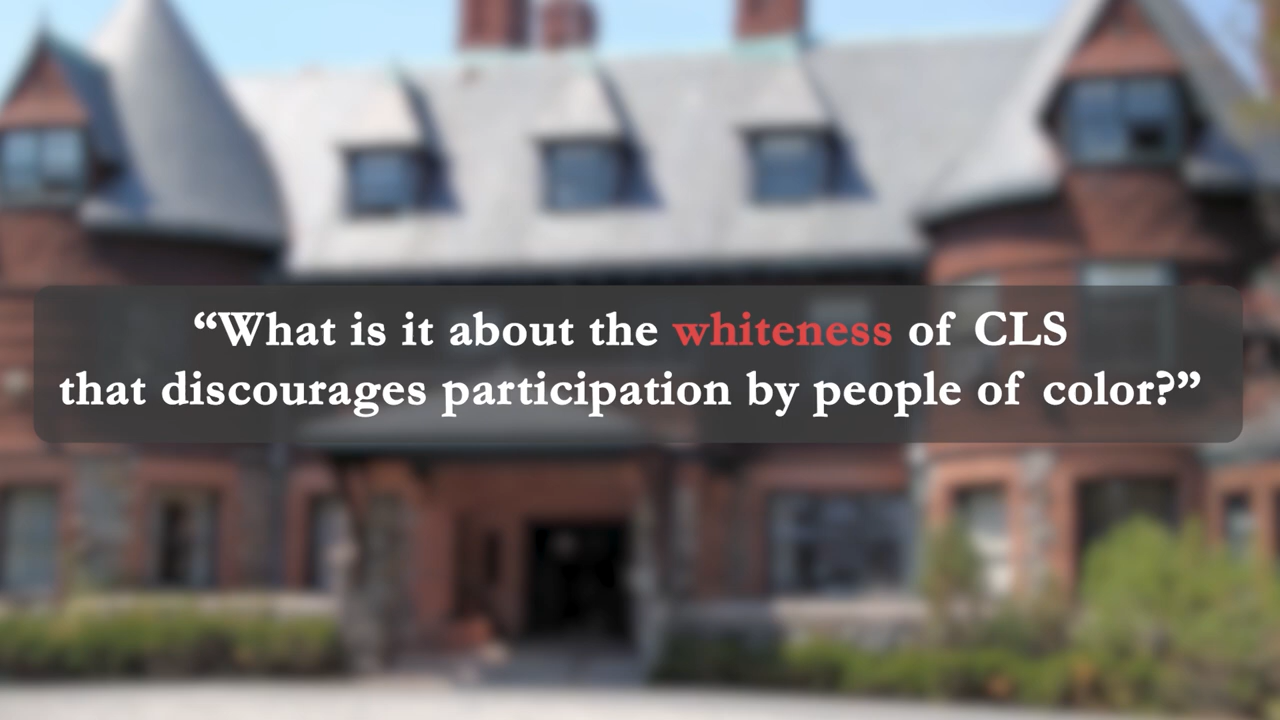 “What is it about the whiteness of CLS
that discourages participation by people of color?”